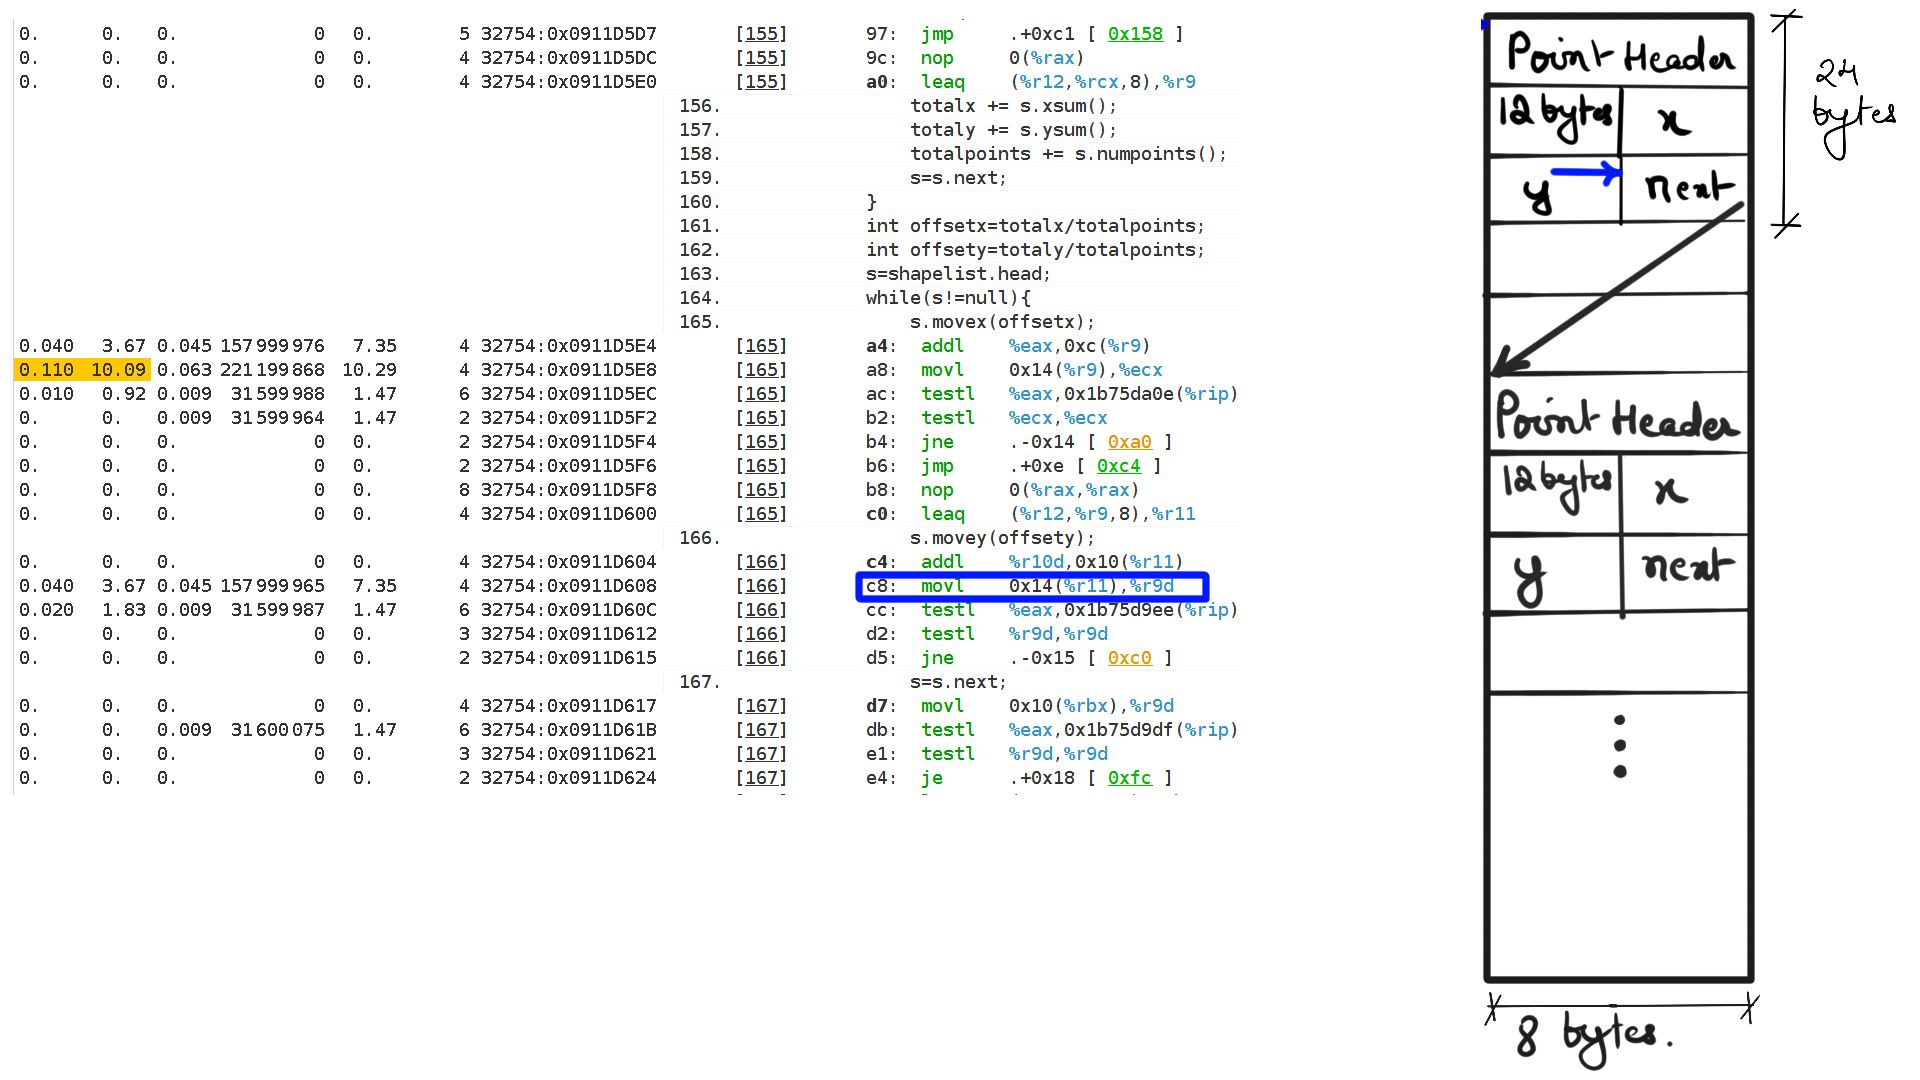 0. 0. 0. 0 0. 5 32754:0x0911D5D7 [155] 97: jmp .+0xc1 [ 0x158 ]
0. 0. 0. 0 0. 4 32754:0x0911D5DC [155] 9c: nop 0(%rax)
0. 0. 0. 0 0. 4 32754:0x0911D5E0 [155] a0: leaq (%r12,%rcx,8),%r9
156. totalx += s.xsum();
157. totaly += s.ysum();
158. totalpoints += s.numpoints();
159. s=s.next;
160. }
161. int offsetx=totalx/totalpoints;
162. int offsety=totaly/totalpoints;
163. s=shapelist.head;
164. while(s!=null){
165. s.movex(offsetx);
0.040 3.67 0.045 157999976 7.35 4 32754:0x0911D5E4 [165] a4: addl %eax,0xc(%r9)
0.110 10.09 0.063 221199868 10.29 4 32754:0x0911D5E8 [165] a8: movl 0x14(%r9),%ecx
0.010 0.92 0.009 31599988 1.47 6 32754:0x0911D5EC [165] ac: testl %eax,0x1b75da0e(%rip)
0. 0. 0.009 31599964 1.47 2 32754:0x0911D5F2 [165] b2: testl %ecx,%ecx
0. 0. 0. 0 0. 2 32754:0x0911D5F4 [165] b4: jne .-0x14 [ 0xa0 ]
0. 0. 0. 0 0. 2 32754:0x0911D5F6 [165] b6: jmp .+0xe [ 0xc4 ]
0. 0. 0. 0 0. 8 32754:0x0911D5F8 [165] b8: nop 0(%rax,%rax)
0. 0. 0. 0 0. 4 32754:0x0911D600 [165] c0: leaq (%r12,%r9,8),%r11
166. s.movey(offsety);
0. 0. 0. 0 0. 4 32754:0x0911D604 [166] c4: addl %r10d,0x10(%r11)
0.040 3.67 0.045 157999965 7.35 4 32754:0x0911D608 [166] c8: movl 0x14(%r11),%r9d
0.020 1.83 0.009 31599987 1.47 6 32754:0x0911D60C [166] cc: testl %eax,0x1b75d9ee(%rip)
0. 0. 0. 0 0. 3 32754:0x0911D612 [166] d2: testl %r9d,%r9d
0. 0. 0. 0 0. 2 32754:0x0911D615 [166] d5: jne .-0x15 [ 0xc0 ]
167. s=s.next;
0. 0. 0. 0 0. 4 32754:0x0911D617 [167] d7: movl 0x10(%rbx),%r9d
0. 0. 0.009 31600075 1.47 6 32754:0x0911D61B [167] db: testl %eax,0x1b75d9df(%rip)
0. 0. 0. 0 0. 3 32754:0x0911D621 [167] e1: testl %r9d,%r9d
0. 0. 0. 0 0. 2 32754:0x0911D624 [167] e4: je .+0x18 [ 0xfc ]
Point Header
12 bytes x
y next
24
bytes
Point Header
12 bytes x
y next
8 bytes.